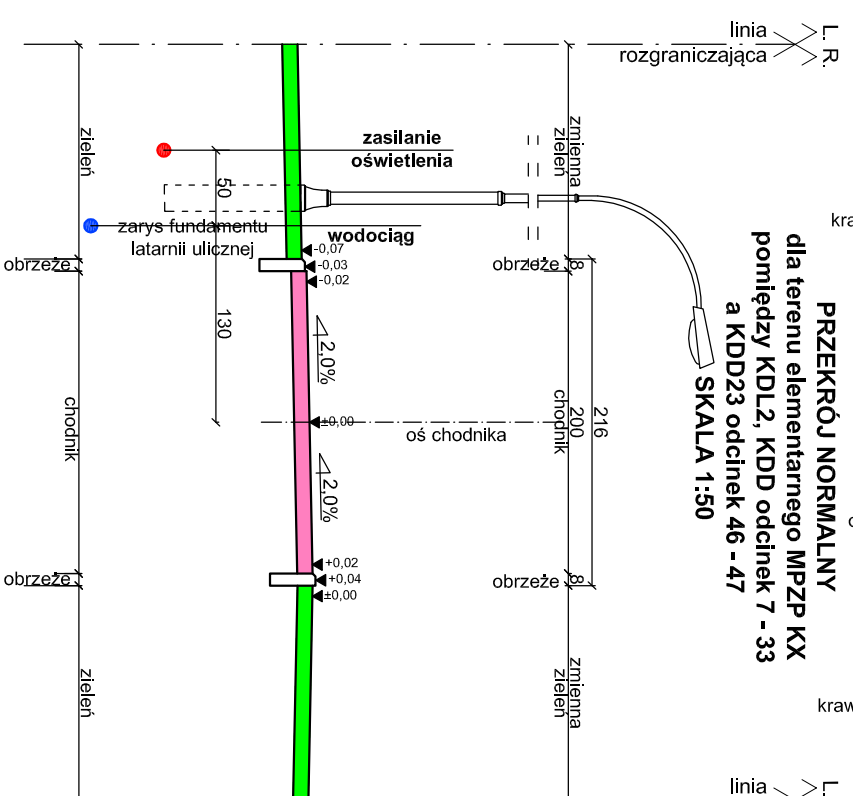 PRZEKRÓJ NORMALNY
dla terenu elementarnego MPZP KX
pomiędzy KDL2, KDD odcinek 7 - 33
a KDD23 odcinek 46 - 47
SKALA 1:50
linia
rozgraniczająca
L. R.
zieleń
zasilanie
oświetlenia
zmienna
zieleń
50
zarys fundamentu
latarnii ulicznej
wodociąg
-0,07
-0,03
-0,02
obrzeże
obrzeże
8
130
2,0%
chodnik
±0,00
oś chodnika
chodnik
200
216
2,0%
+0,02
+0,04
±0,00
obrzeże
obrzeże
8
zieleń
zmienna
zieleń
kra
kraw
linia
L.